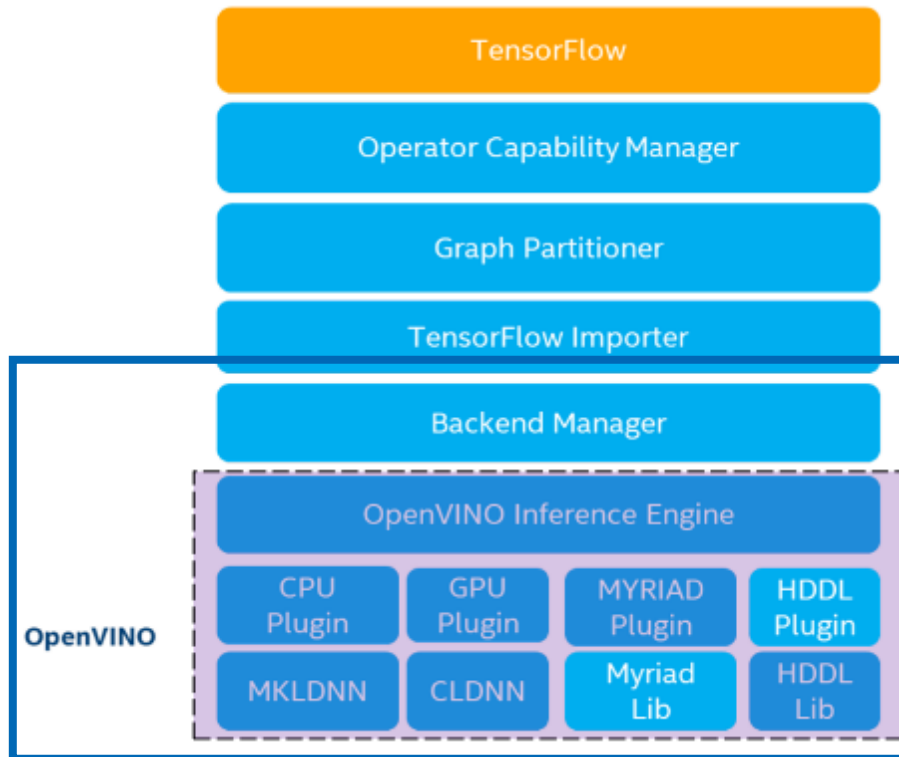 TensorFlow
Operator Capability Manager
Graph Partitioner
TensorFlow Importer
Backend Manager
OpenVINO Inference Engine
CPU
Plugin
GPU
Plugin
MYRIAD
Plugin
HDDL
Plugin
OpenVINO
MKLDNN
CLDNN
Myriad
Lib
HDDL
Lib